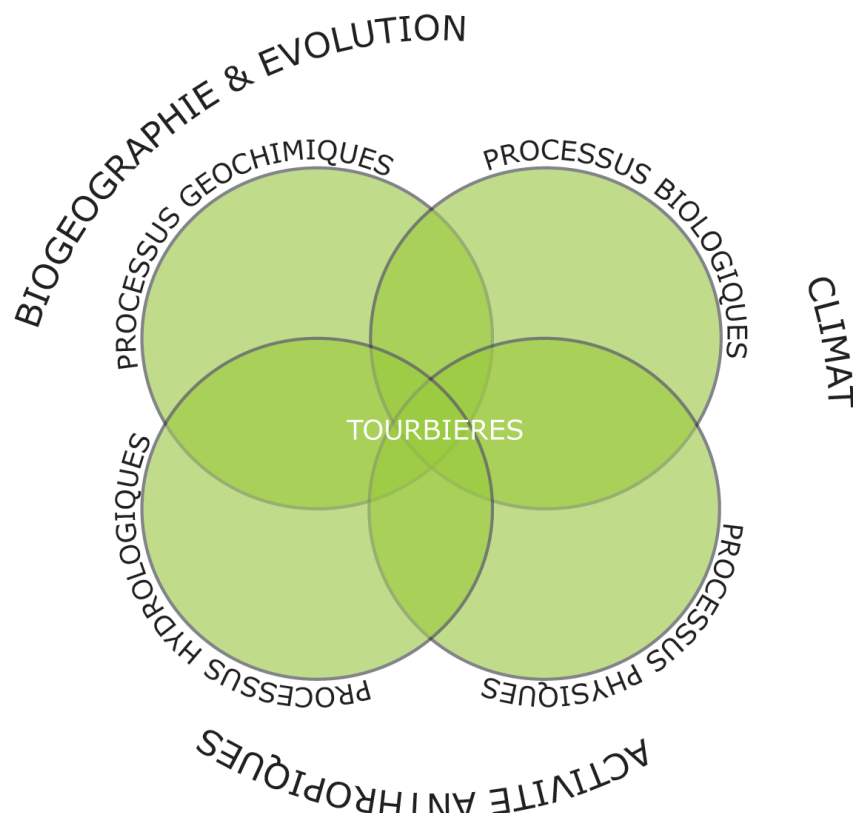 BIOGEOGRAPHIE & EVOLUTION
PROCESSUS GEOCHIMIQUES
PROCESSUS BIOLOGIQUES
CLIMAT
TOURBIERES
PROCESSUS HYDROLOGIQUES
PROCESSUS PHYSIQUES
ACTIVITE ANTHROPIQUES